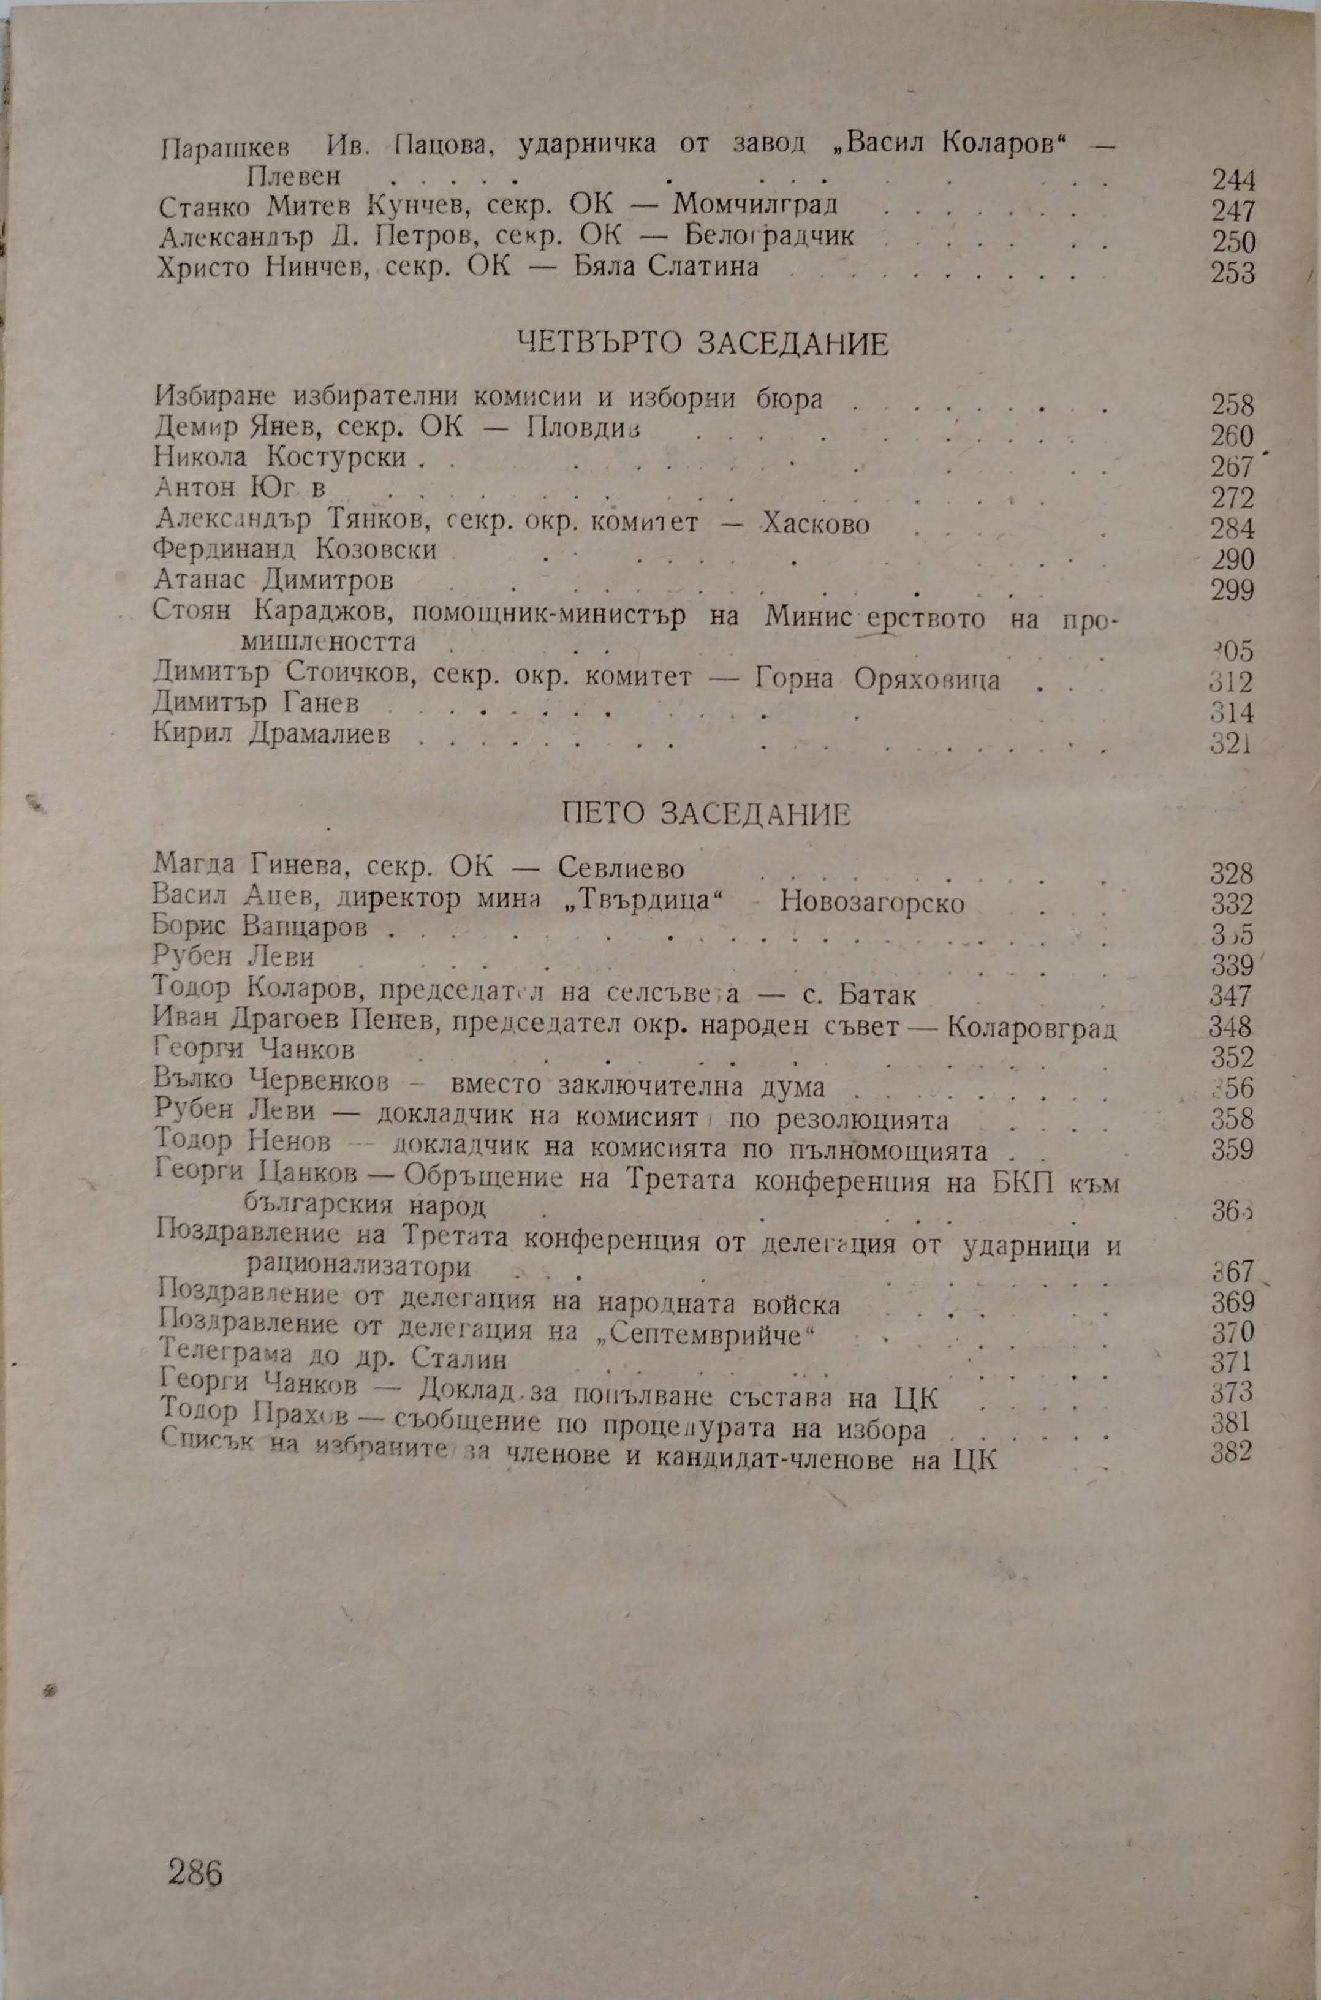 Парашкев Ив. Пацова, ударничка от завод „Васил Коларов“ —
Плевен . . . . . . . . . . . . . 244
Станко Митев Кунчев, секр. ОК — Момчилград . . . . . . . 247
Александър Д. Петров, секр. ОК — Белоградчик . . . . . . . 250
Христо Нинчев, секр. ОК — Бяла Слатина . . . . . . . . . . 253
ЧЕТВЪРТО ЗАСЕДАНИЕ
Избиране избирателни комисии и изборни бюра . . . . . . . . 258
Демир Янев, секр. ОК — Пловдив . . . . . . . . . . 260
Никола Костурски . . . . . . . . . . . . 267
Антон Юг в . . . . . . . . . . . . . 272
Александър Тянков, секр. окр. комитет — Хасково . . . . . 284
Фердинанд Козовски . . . . . . . . . . . 290
Атанас Димитров . . . . . . . . . . . . 299
Стоян Караджов, помощник-министър на Минис ерството на про-
мишлеността . . . . . . . . . . 305
Димитър Стоичков, секр. окр. комитет — Горна Оряховица . . . 312
Димитър Ганев . . . . . . . . . . . . 314
Кирил Драмалиев . . . . . . . . . . . . . . 321
ПЕТО ЗАСЕДАНИЕ
Магда Гинева, секр. ОК — Севлиево . . . . . . . . . 328
Васил Ацев, директор мина „Твърдица“ - Новозагорско . . . . 332
Борис Вапцаров . . . . . . . . . . . . . .
Рубен Леви . . . . . . . . . . . 339
Тодор Коларов, председател на селсъвета — с. Батак . . . 347
Иван Драгоев Пенев, председател окр. народен съвет — Коларовград 348
Георги Чанков . . . . . . . . . . . . 352
Вълко Червенков — вместо заключителна дума . . . . . . . . 356
Рубен Леви — докладчик на комисият по резолюцията . . . . 358
Тодор Ненов — докладчик на комисията по пълномощията . . . 359
Георги Цанков — Обръщение на Третата конференция на БКП към
българския народ . . . . . . . .
Поздравление на Третата конференция от делегация от ударници и
рационализатори . . . . . . . . . . 367
Поздравление от делегация на народната войска . . . . . . 369
Поздравление от делегация на „Септемврийче“ . . . . . . 370
Телеграма до др. Сталин . . . . . . . . . . 371
Георги Чанков — Доклад за попълване състава на ЦК . . . . . 373
Тодор Прахов — съобщение по процедурата на избора . . . . . . 381
Списък на избраните за членове и кандидат-членове на ЦК . . 382
286